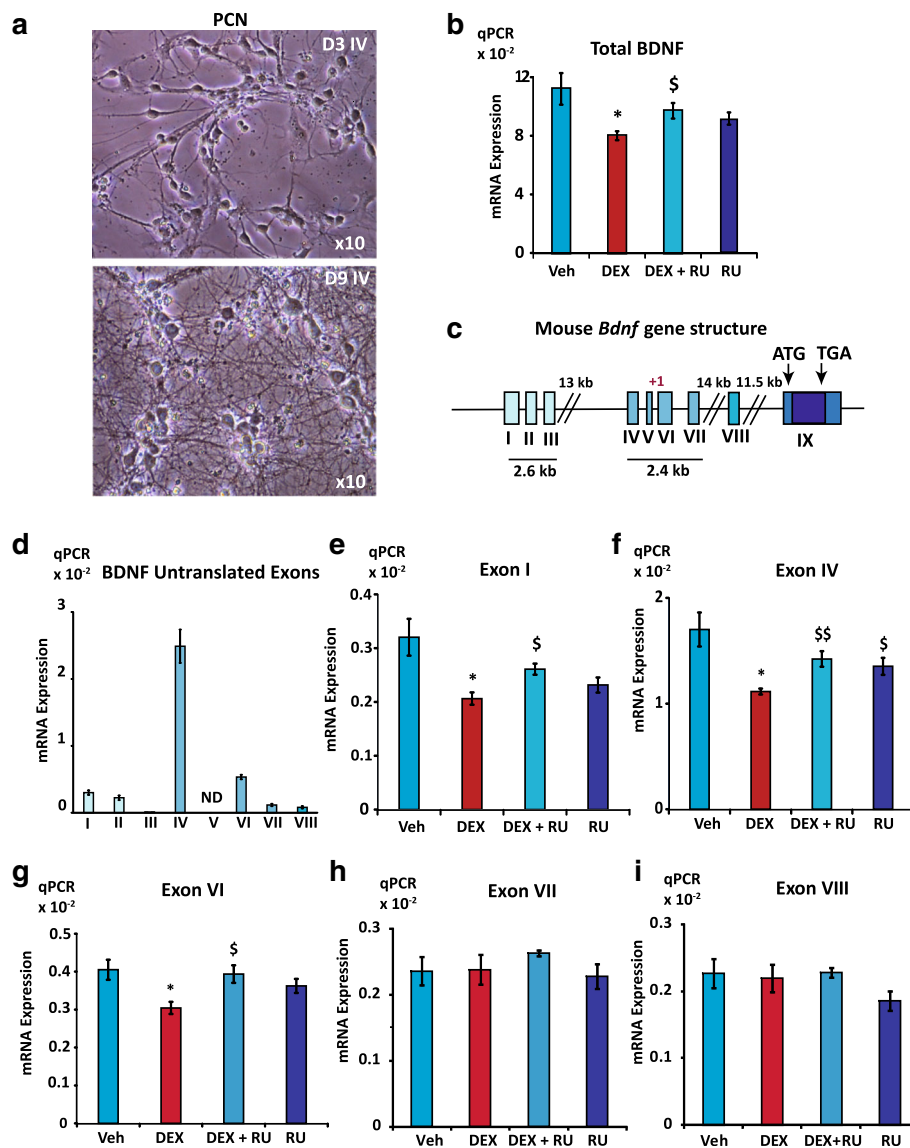 a
PCN
D3 IV
x10
D9 IV
x10
b
qPCR
x 10-2
Total BDNF
mRNA Expression
12
8
4
0
*
$
Veh DEX DEX + RU RU
c
Mouse Bdnf gene structure
ATG TGA
13 kb +1 14 kb 11.5 kb
I II III IV V VI VII VIII IX
2.6 kb 2.4 kb
d
qPCR
x 10-2
BDNF Untranslated Exons
mRNA Expression
3
2
1
0
ND
I II III IV V VI VII VIII
e
qPCR
x 10-2
Exon I
mRNA Expression
0.4
0.3
0.2
0.1
0
*
$
Veh DEX DEX + RU RU
f
qPCR
x 10-2
Exon IV
mRNA Expression
2
1
0
*
$$
$
Veh DEX DEX + RU RU
g
qPCR
x 10-2
Exon VI
mRNA Expression
0.5
0.4
0.3
0.2
0.1
0
*
$
Veh DEX DEX + RU RU
h
qPCR
x 10-2
Exon VII
mRNA Expression
0.3
0.2
0.1
0
Veh DEX DEX + RU RU
i
qPCR
x 10-2
Exon VIII
mRNA Expression
0.3
0.2
0.1
0
Veh DEX DEX+RU RU